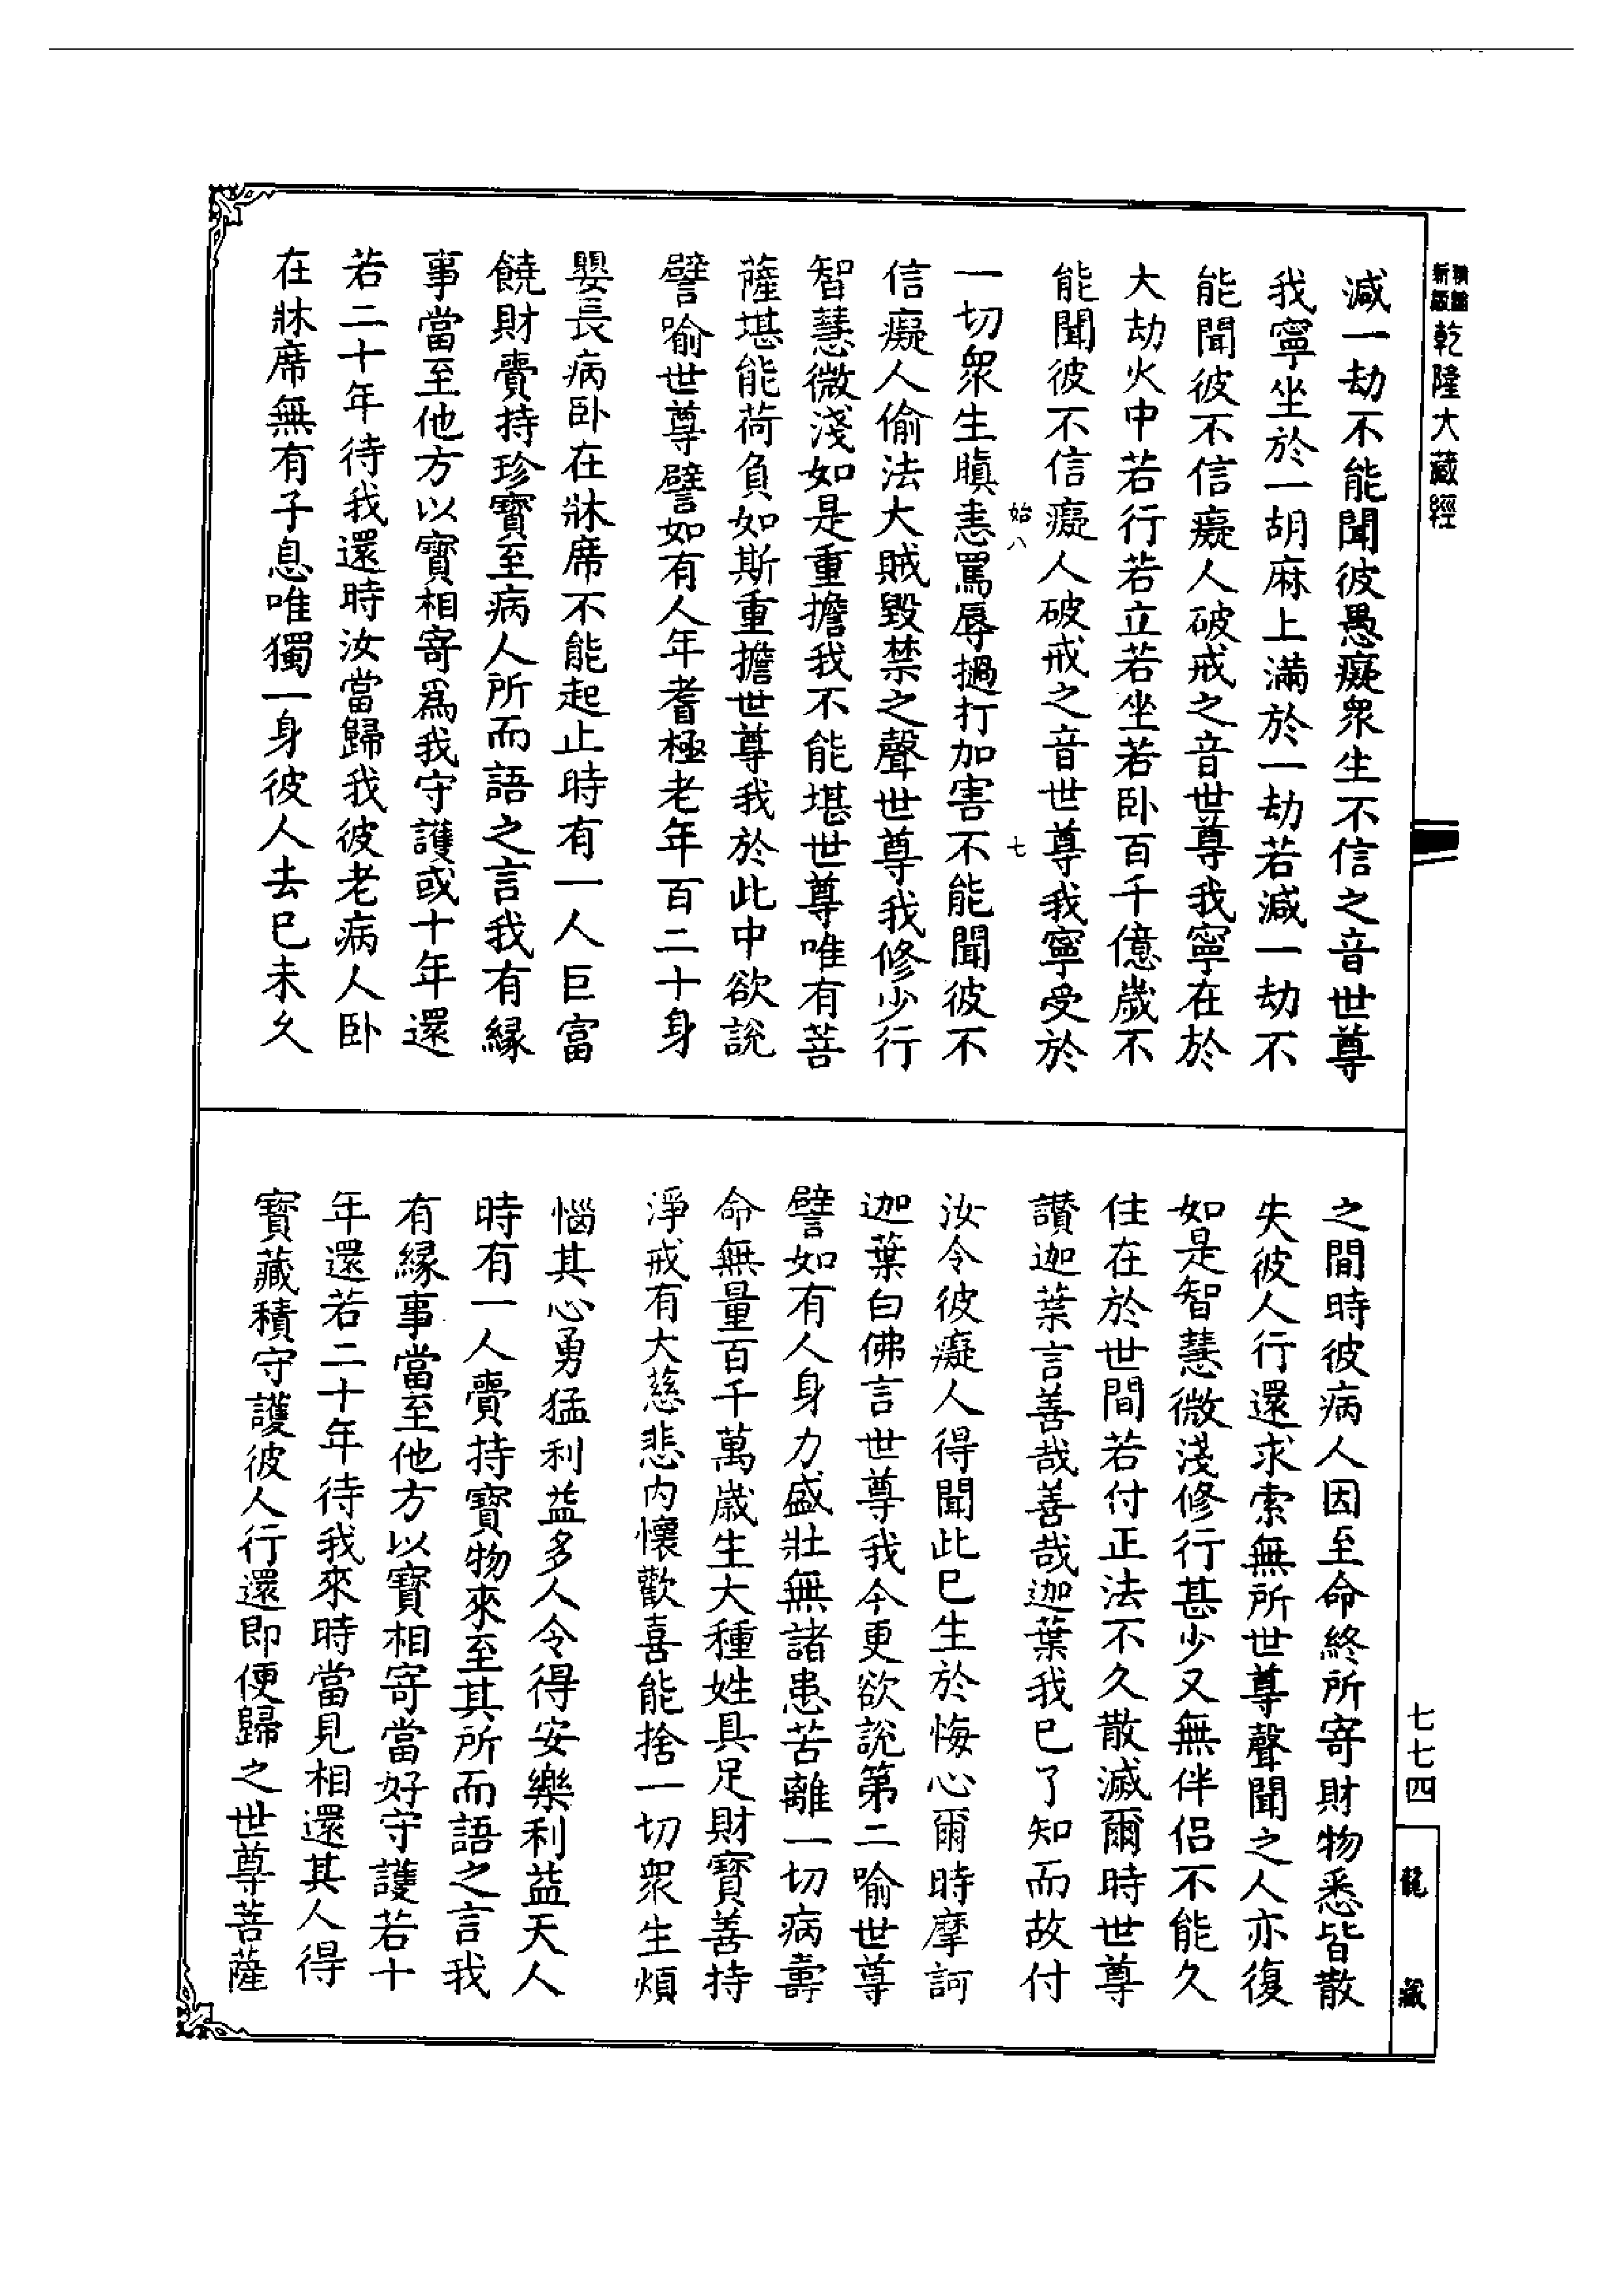 乾隆大藏經
減一劫不能聞彼愚癡衆生不信之音世尊
我寧坐於一胡麻上滿於一劫若減一劫不
能聞彼不信癡人破戒之音世尊我寧在於
大劫火中若行若立若坐若卧百千億歲不
能聞彼不信癡人破戒之音世尊我寧受於
始八 七
一切衆生瞋恚罵辱撾打加害不能聞彼不
信癡人偷法大賊毀禁之聲世尊我修少行
智慧微淺如是重擔我不能堪世尊唯有菩
薩堪能荷負如斯重擔世尊我於此中欲說
譬喻世尊譬如有人年耆極老年百二十身
嬰長病卧在牀席不能起止時有一人巨富
饒財賷持珍寶至病人所而語之言我有緣
事當至他方以寶相寄爲我守護或十年還
若二十年待我還時汝當歸我彼老病人卧
在牀席無有子息唯獨一身彼人去巳未久
之間時彼病人因至命終所寄財物悉皆散
失彼人行還求索無所世尊聲聞之人亦復
如是智慧微淺修行甚少又無伴侶不能久
住在於世間若付正法不久散滅爾時世尊
讚迦葉言善哉善哉迦葉我巳了知而故付
汝令彼癡人得聞此巳生於悔心爾時摩訶
迦葉白佛言世尊我今更欲說第二喻世尊
譬如有人身力盛壯無諸患苦離一切病壽
命無量百千萬歲生大種姓具足財寶善持
淨戒有大慈悲内懷歡喜能捨一切衆生煩
惱其心勇猛利益多人令得安樂利益天人
時有一人賷持寶物來至其所而語之言我
有緣事當至他方以寶相寄當好守護若十
年還若二十年待我來時當見相還其人得
寶藏積守護彼人行還即便歸之世尊菩薩
七七四
龍藏